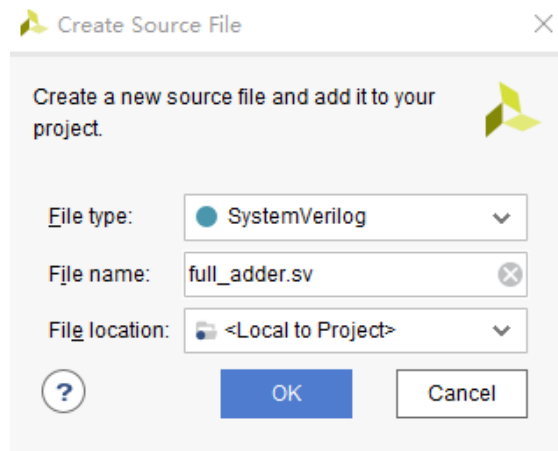 Create Source File
Create a new source file and add it to your
project.
File type: SystemVerilog
File name: full_adder.sv
File location: <Local to Project>
? OK Cancel